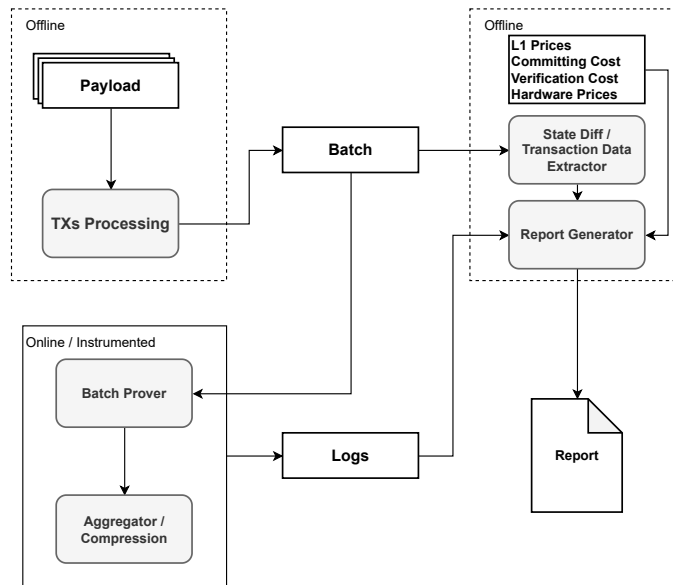 Offline
Payload
TXs Processing
Batch
Offline
L1 Prices
Committing Cost
Verification Cost
Hardware Prices
State Diff /
Transaction Data
Extractor
Report Generator
Online / Instrumented
Batch Prover
Aggregator /
Compression
Logs
Report